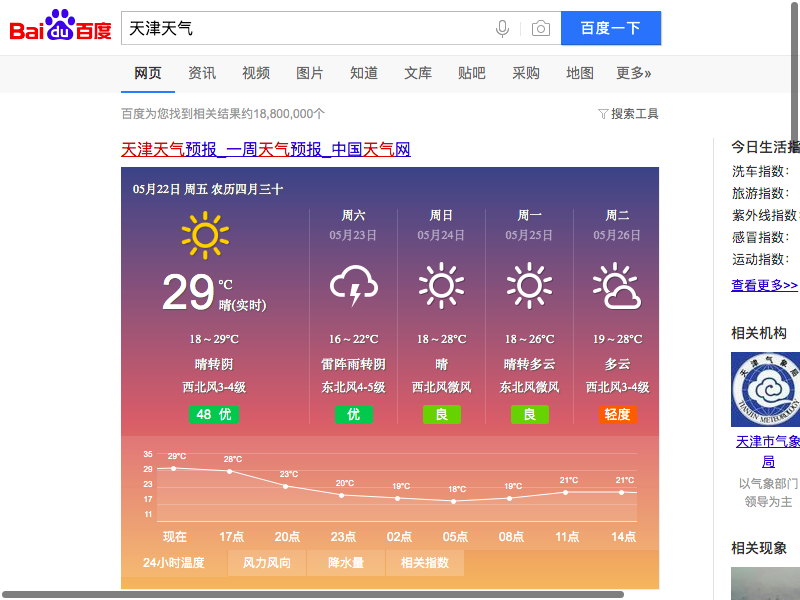 Bai du 百度
天津天气
百度一下
网页 资讯 视频 图片 知道 文库 贴吧 采购 地图 更多»
百度为您找到相关结果约18,800,000个
搜索工具
天津天气预报_一周天气预报_中国天气网
05月22日 周五 农历四月三十
29 ℃
晴(实时)
18～29℃
晴转阴
西北风3-4级
48 优
周六
05月23日
16～22℃
雷阵雨转阴
东北风4-5级
优
周日
05月24日
18～28℃
晴
西北风微风
良
周一
05月25日
18～26℃
晴转多云
东北风微风
良
周二
05月26日
19～28℃
多云
西北风3-4级
轻度
35
29
23
17
11
29℃ 28℃ 23℃ 20℃ 19℃ 18℃ 19℃ 21℃ 21℃
现在 17点 20点 23点 02点 05点 08点 11点 14点
24小时温度 风力风向 降水量 相关指数
今日生活指
洗车指数：
旅游指数：
紫外线指数：
感冒指数：
运动指数：
查看更多>>
相关机构
天津气象局
TIANJIN METEOROLOGY
天津市气象
局
以气象部门
领导为主
相关现象